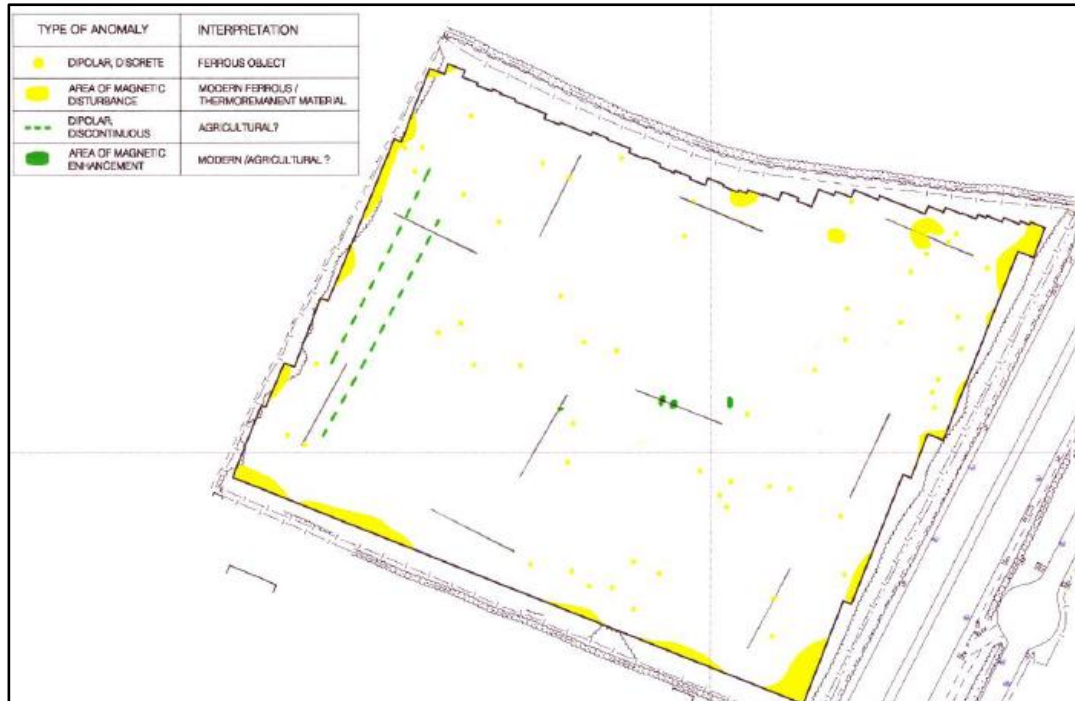 TYPE OF ANOMALY INTERPRETATION
DIPOLAR, DISCRETE FERROUS OBJECT
AREA OF MAGNETIC MODERN FERROUS /
DISTURBANCE THERMOREMANENT MATERIAL
DIPOLAR,
DISCONTINUOUS AGRICULTURAL?
AREA OF MAGNETIC
ENHANCEMENT MODERN /AGRICULTURAL ?